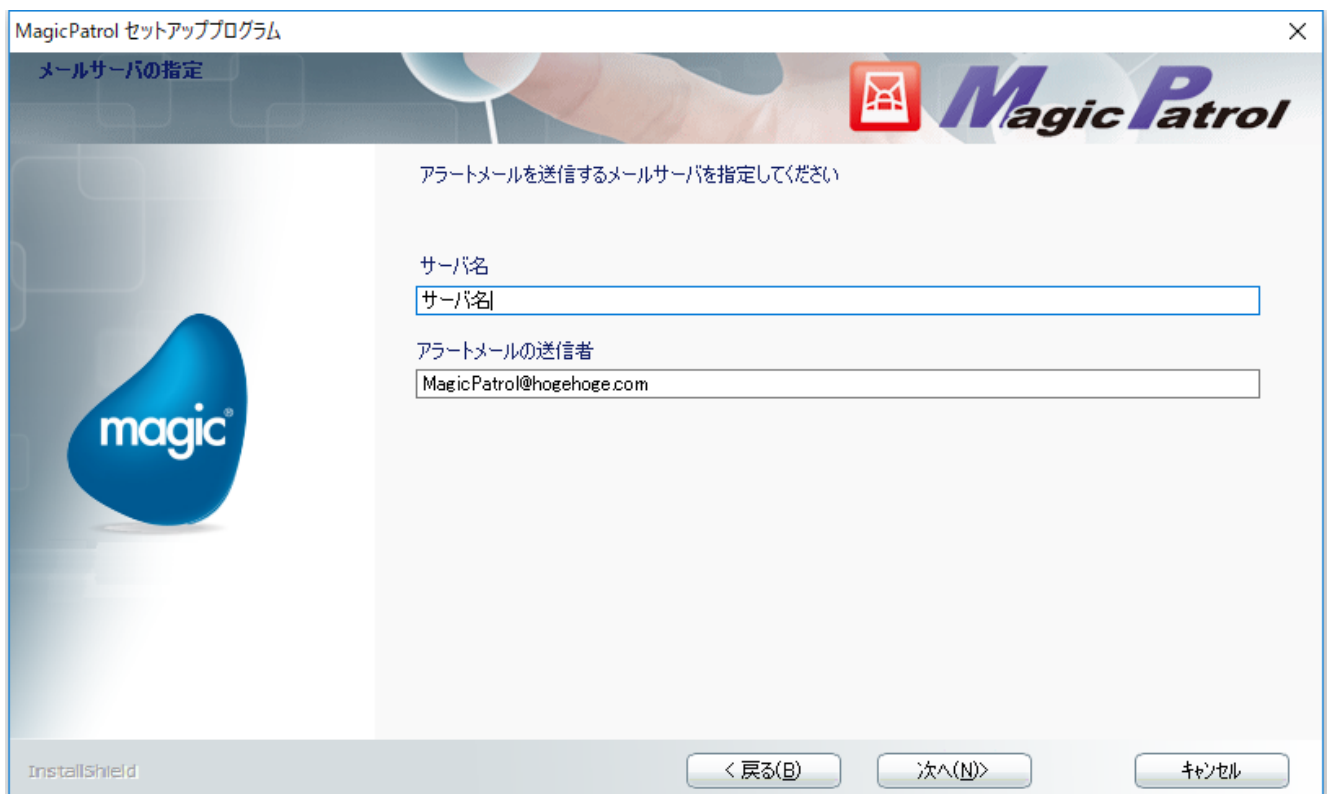 MagicPatrol セットアッププログラム
メールサーバの指定
Magic Patrol
アラートメールを送信するメールサーバを指定してください
サーバ名
サーバ名
アラートメールの送信者
MagicPatrol@hogehoge.com
magic®
InstallShield
< 戻る(B)
次へ(N)>
キャンセル